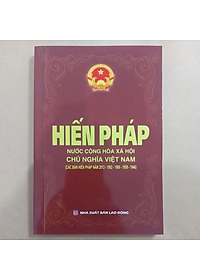 HIẾN PHÁP
NƯỚC CỘNG HÒA XÃ HỘI
CHỦ NGHĨA VIỆT NAM
(CÁC BẢN HIẾN PHÁP NĂM 2013 - 1992 - 1980 - 1959 - 1946)
NHÀ XUẤT BẢN LAO ĐỘNG